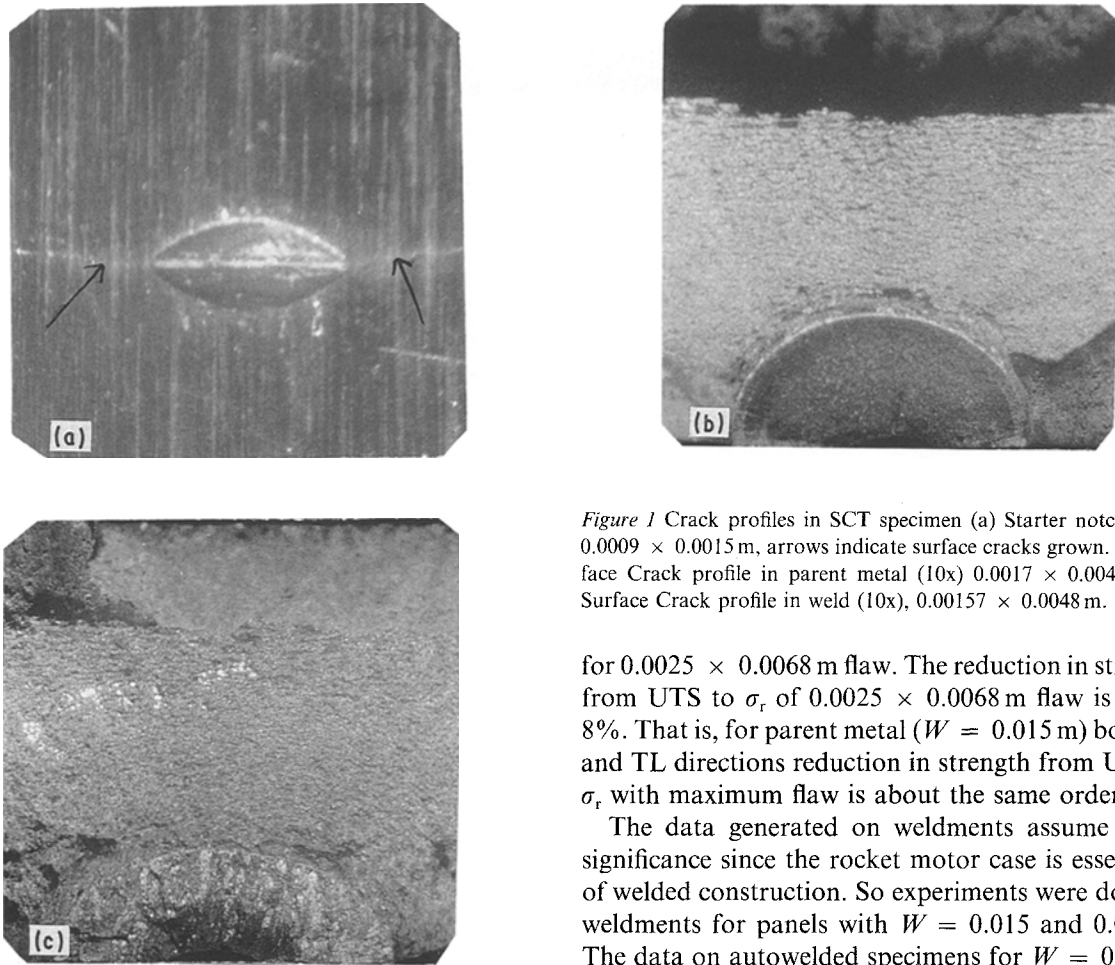 (a)
(b)
(c)
Figure 1 Crack profiles in SCT specimen (a) Starter notc
0.0009 × 0.0015 m, arrows indicate surface cracks grown.
face Crack profile in parent metal (10x) 0.0017 × 0.004
Surface Crack profile in weld (10x), 0.00157 × 0.0048 m.
for 0.0025 × 0.0068 m flaw. The reduction in st
from UTS to σr of 0.0025 × 0.0068 m flaw is
8%. That is, for parent metal (W = 0.015 m) bo
and TL directions reduction in strength from U
σr with maximum flaw is about the same order
The data generated on weldments assume
significance since the rocket motor case is esse
of welded construction. So experiments were do
weldments for panels with W = 0.015 and 0.
The data on autowelded specimens for W = 0